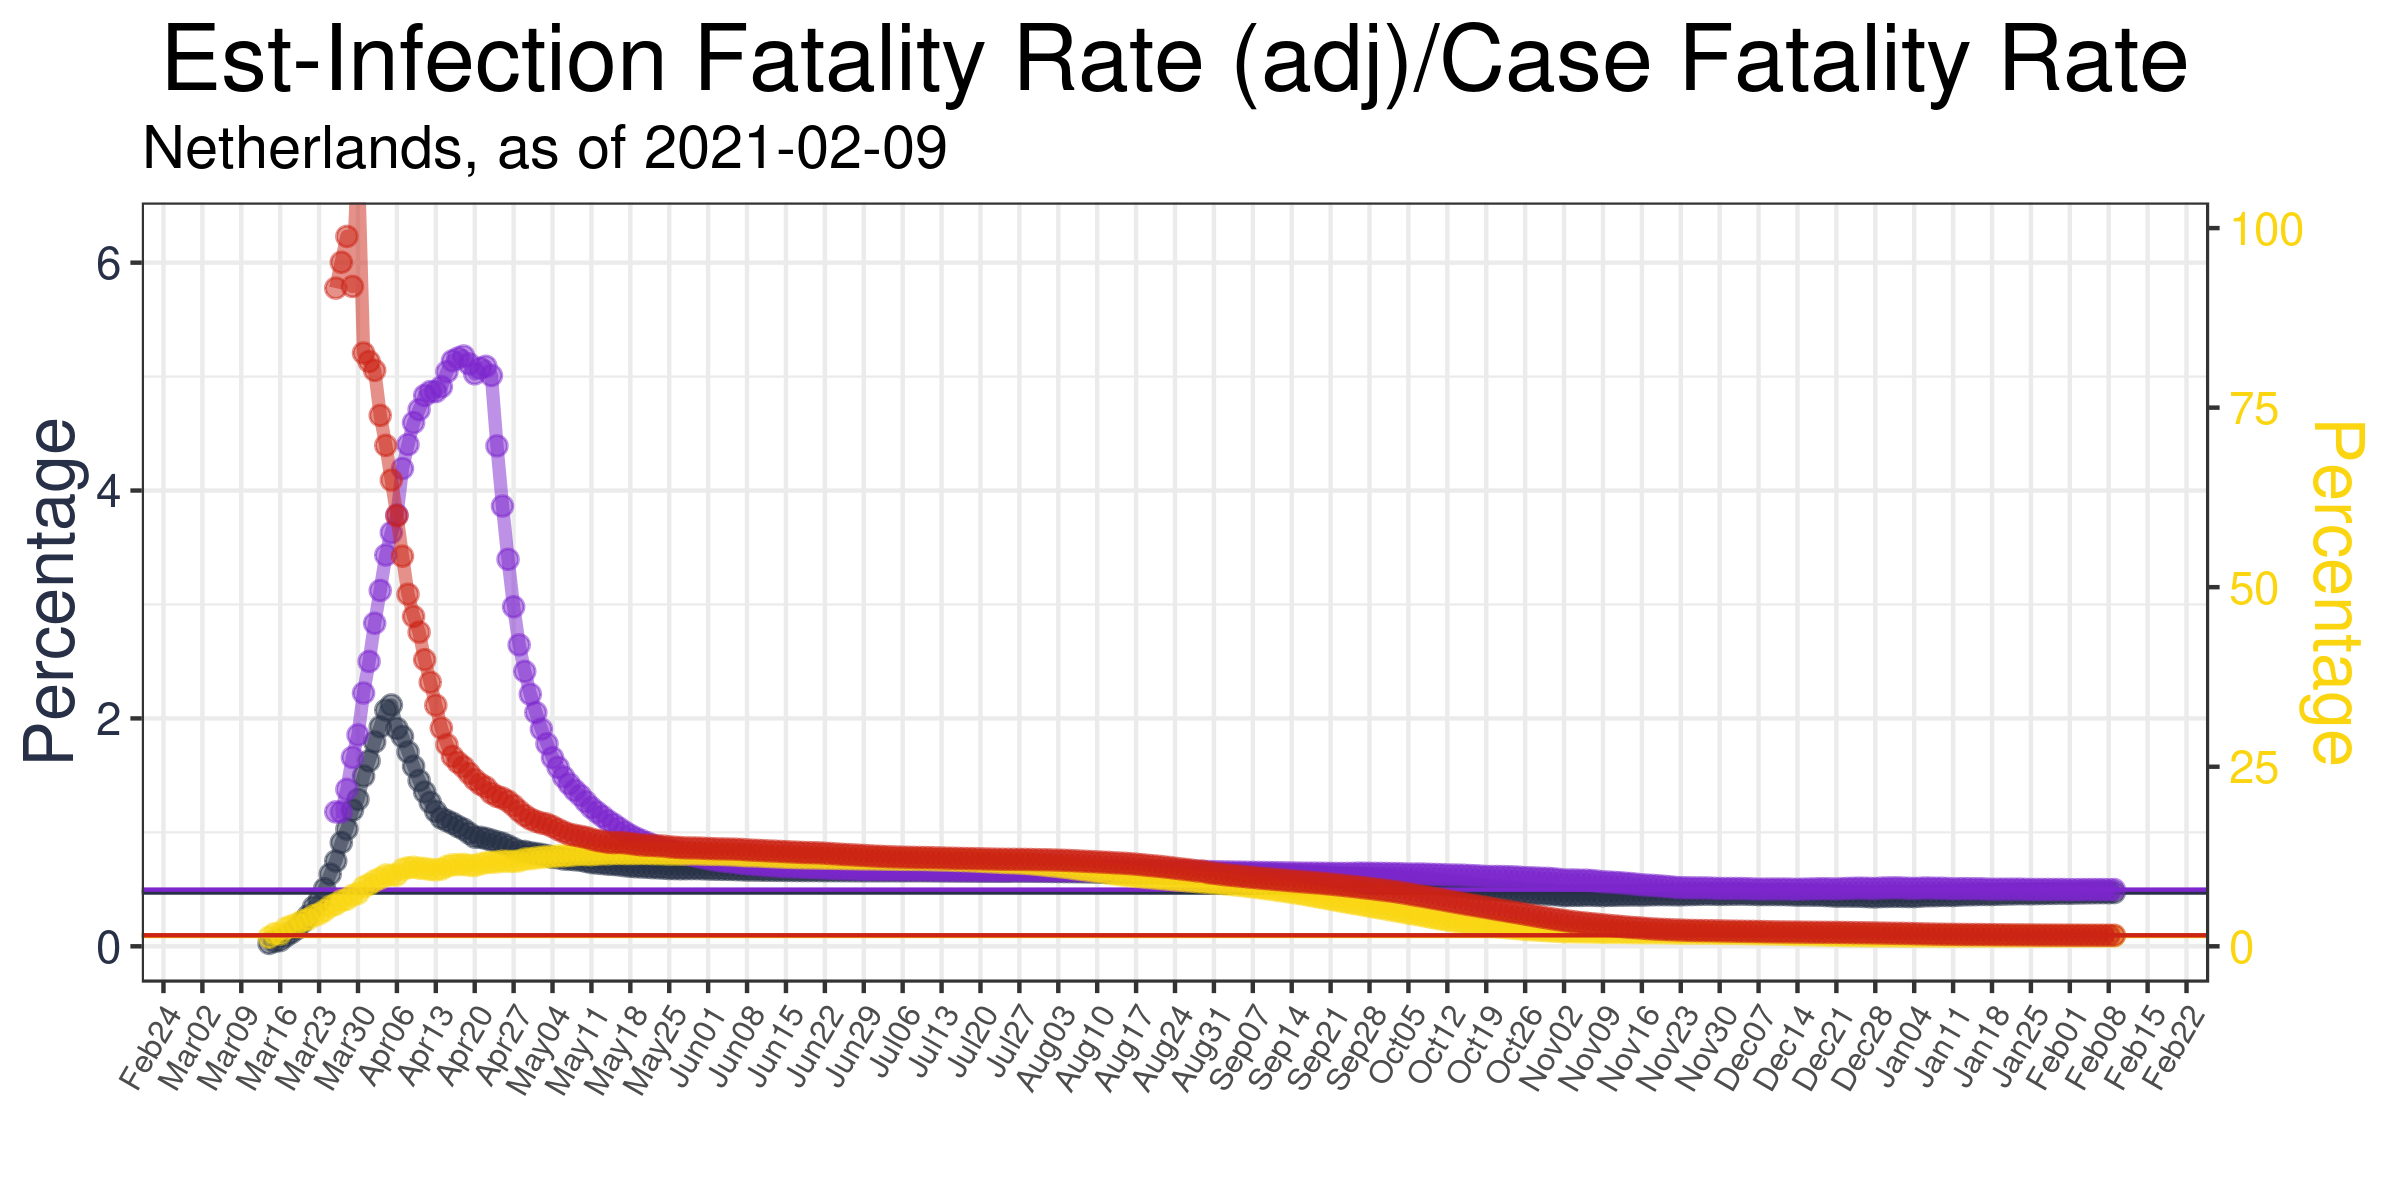 Est-Infection Fatality Rate (adj)/Case Fatality Rate
Netherlands, as of 2021-02-09
Percentage
6
4
2
0
100
75
50
25
0
Percentage
Feb24
Mar02
Mar09
Mar16
Mar23
Mar30
Apr06
Apr13
Apr20
Apr27
May04
May11
May18
May25
Jun01
Jun08
Jun15
Jun22
Jun29
Jul06
Jul13
Jul20
Jul27
Aug03
Aug10
Aug17
Aug24
Aug31
Sep07
Sep14
Sep21
Sep28
Oct05
Oct12
Oct19
Oct26
Nov02
Nov09
Nov16
Nov23
Nov30
Dec07
Dec14
Dec21
Dec28
Dec04
Jan11
Jan18
Jan25
Feb01
Feb08
Feb15
Feb22